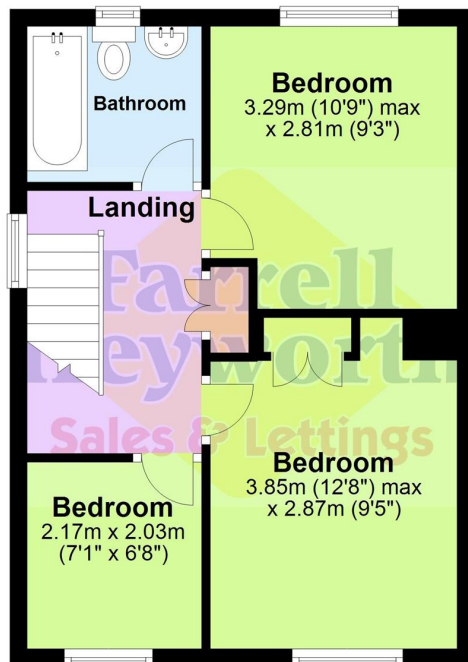 Bathroom
Bedroom
3.29m (10'9") max
x 2.81m (9'3")
Landing
Farrell
Heyworth
Sales & Lettings
Bedroom
3.85m (12'8") max
x 2.87m (9'5")
Bedroom
2.17m x 2.03m
(7'1" x 6'8")